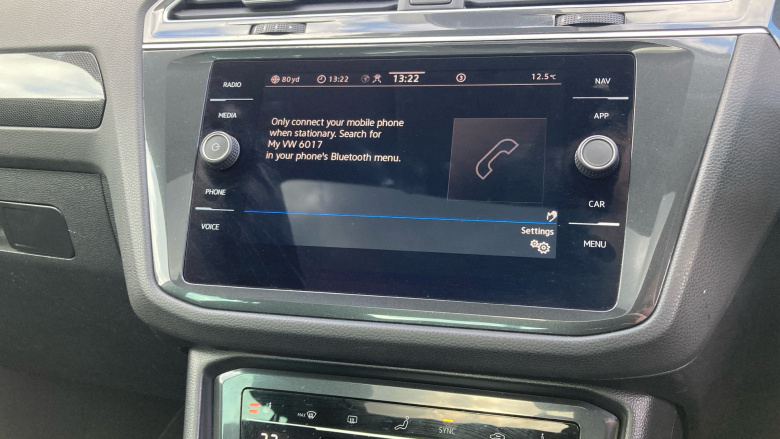 RADIO
MEDIA
PHONE
VOICE
80yd 13:22 13:22 12.5°C
Only connect your mobile phone
when stationary. Search for
My VW 6017
in your phone's Bluetooth menu.
Settings
NAV
APP
CAR
MENU
MAX
SYNC